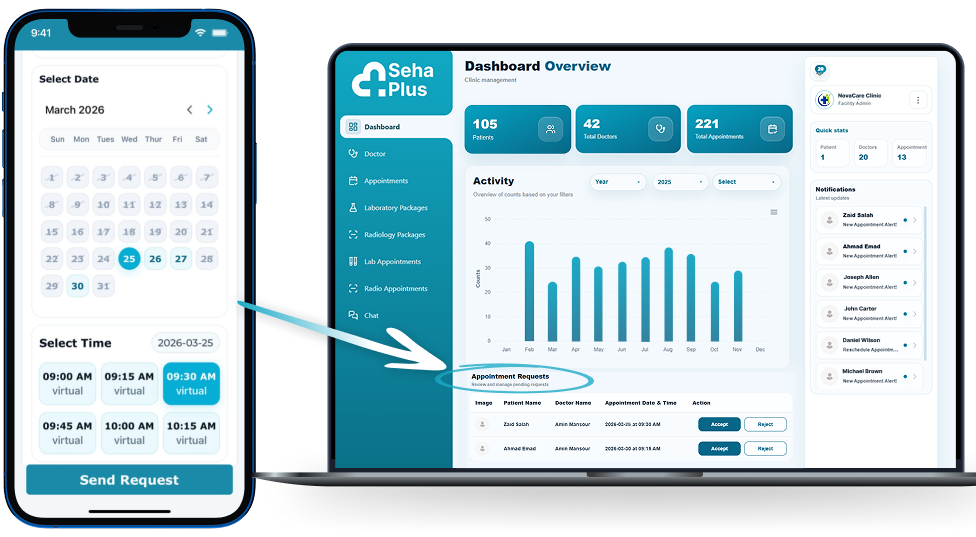 9:41
Select Date
March 2026
Sun Mon Tues Wed Thur Fri Sat
1 2 3 4 5 6 7
8 9 10 11 12 13 14
15 16 17 18 19 20 21
22 23 24 25 26 27 28
29 30 31
Select Time
2026-03-25
09:00 AM 09:15 AM 09:30 AM
virtual virtual virtual
09:45 AM 10:00 AM 10:15 AM
virtual virtual virtual
Send Request
Seha
Plus
Dashboard
Doctor
Appointments
Laboratory Packages
Radiology Packages
Lab Appointments
Radio Appointments
Chat
Dashboard Overview
Clinic management
105
Patients
42
Total Doctors
221
Total Appointments
Activity
Overview of counts based on your filters
Year
2025
Select
Counts
50
40
30
20
10
0
Jan Feb Mar Apr May Jun Jul Aug Sep Oct Nov Dec
Appointment Requests
Review and manage pending requests
Image Patient Name Doctor Name Appointment Date & Time Action
Zaid Salah Amin Mansour 2026-03-25 at 09:30 AM Accept Reject
Ahmad Emad Amin Mansour 2026-03-30 at 09:15 AM Accept Reject
20
NovaCare Clinic
Facility Admin
Quick stats
Patient Doctors Appointment
1 20 13
Notifications
Latest updates
Zaid Salah
New Appointment Alert!
Ahmad Emad
New Appointment Alert!
Joseph Allen
New Appointment Alert!
John Carter
New Appointment Alert!
Daniel Wilson
Reschedule Appointm...
Michael Brown
New Appointment Alert!